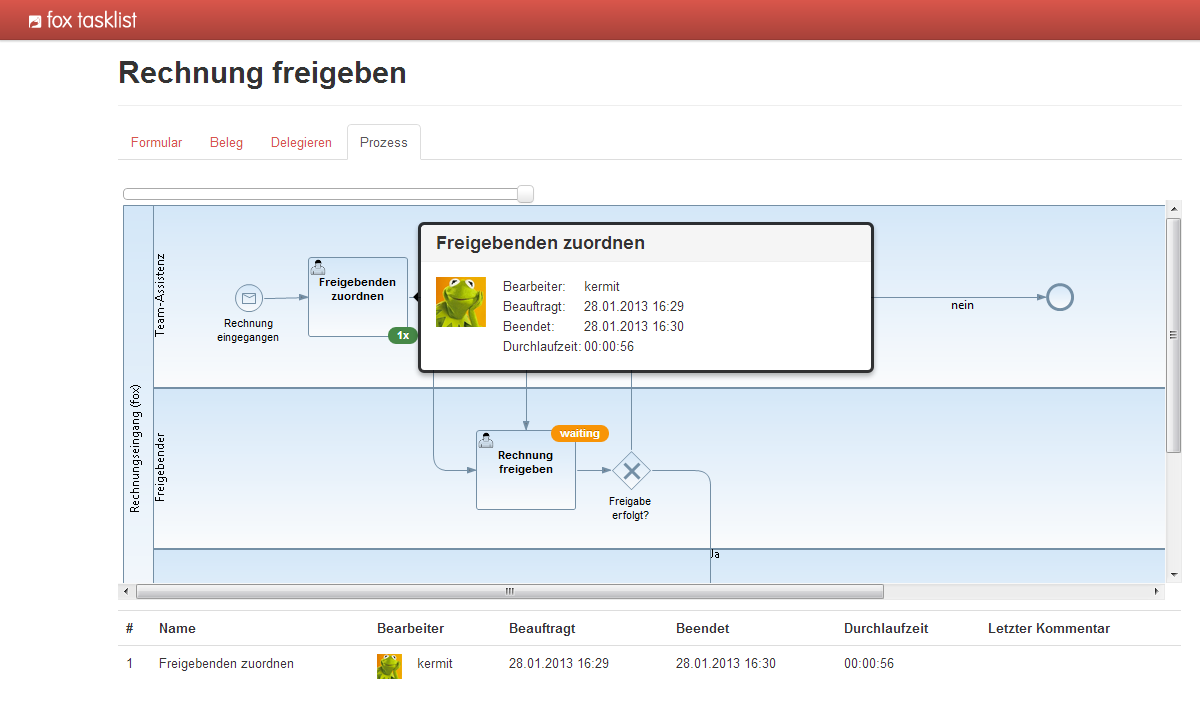 fox tasklist
Rechnung freigeben
Formular Beleg Delegieren Prozess
Rechnungseingang (fox)
Team-Assistenz
Rechnung
eingegangen
Freigebenden
zuordnen
1x
Freigebenden zuordnen
Bearbeiter: kermit
Beauftragt: 28.01.2013 16:29
Beendet: 28.01.2013 16:30
Durchlaufzeit: 00:00:56
nein
Freigebender
waiting
Rechnung
freigeben
Freigabe
erfolgt?
Ja
# Name Bearbeiter Beauftragt Beendet Durchlaufzeit Letzter Kommentar
1 Freigebenden zuordnen kermit 28.01.2013 16:29 28.01.2013 16:30 00:00:56